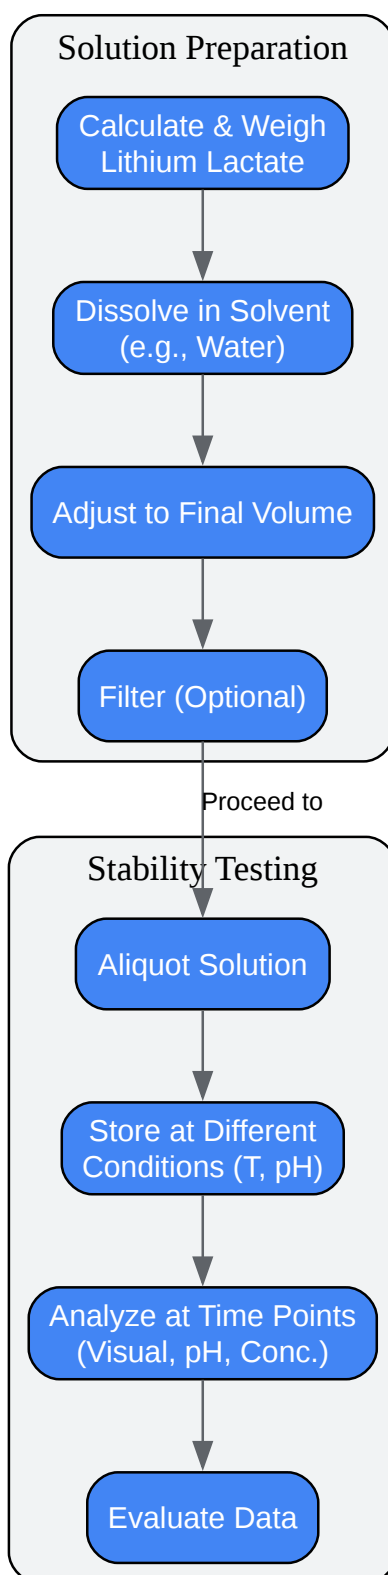 Solution Preparation
Calculate & Weigh
Lithium Lactate
Dissolve in Solvent
(e.g., Water)
Adjust to Final Volume
Filter (Optional)
Proceed to
Stability Testing
Aliquot Solution
Store at Different
Conditions (T, pH)
Analyze at Time Points
(Visual, pH, Conc.)
Evaluate Data